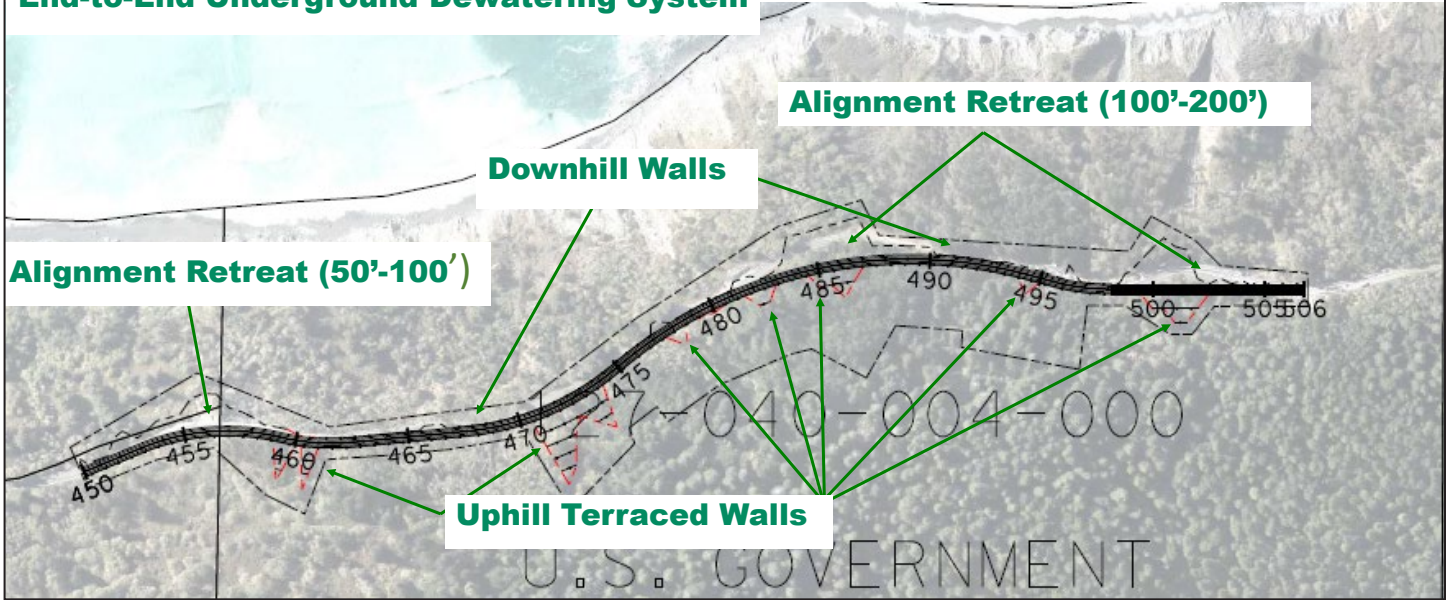 End-to-End Underground Dewatering System
Alignment Retreat (100’-200’)
Downhill Walls
Alignment Retreat (50’-100’)
450
455
460
465
470
475
480
485
490
495
500
505
506
27-040-004-000
Uphill Terraced Walls
U.S. GOVERNMENT